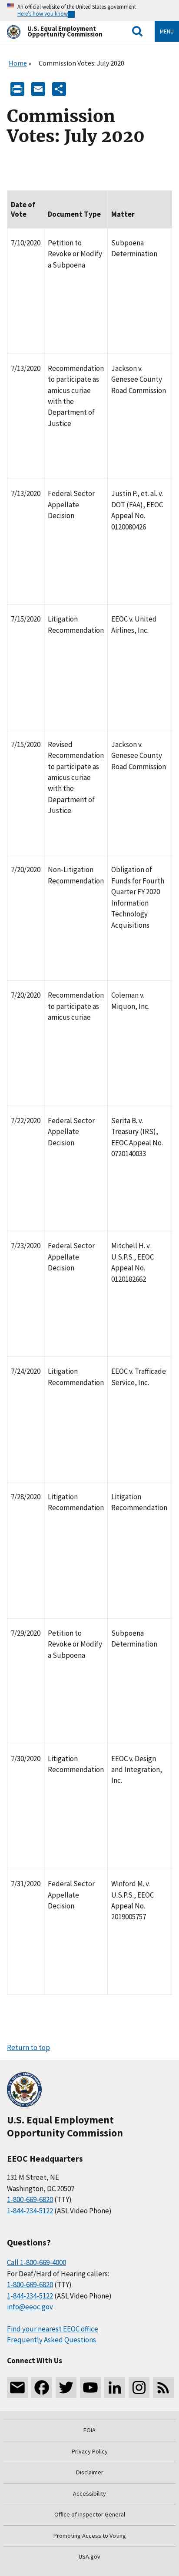 An official website of the United States government
Here's how you know
U.S. Equal Employment
Opportunity Commission
MENU
Home » Commission Votes: July 2020
Commission
Votes: July 2020
Date of
Vote
Document Type
Matter
7/10/2020
Petition to
Revoke or Modify
a Subpoena
Subpoena
Determination
7/13/2020
Recommendation
to participate as
amicus curiae
with the
Department of
Justice
Jackson v.
Genesee County
Road Commission
7/13/2020
Federal Sector
Appellate
Decision
Justin P., et. al. v.
DOT (FAA), EEOC
Appeal No.
0120080426
7/15/2020
Litigation
Recommendation
EEOC v. United
Airlines, Inc.
7/15/2020
Revised
Recommendation
to participate as
amicus curiae
with the
Department of
Justice
Jackson v.
Genesee County
Road Commission
7/20/2020
Non-Litigation
Recommendation
Obligation of
Funds for Fourth
Quarter FY 2020
Information
Technology
Acquisitions
7/20/2020
Recommendation
to participate as
amicus curiae
Coleman v.
Miquon, Inc.
7/22/2020
Federal Sector
Appellate
Decision
Serita B. v.
Treasury (IRS),
EEOC Appeal No.
0720140033
7/23/2020
Federal Sector
Appellate
Decision
Mitchell H. v.
U.S.P.S., EEOC
Appeal No.
0120182662
7/24/2020
Litigation
Recommendation
EEOC v. Trafficade
Service, Inc.
7/28/2020
Litigation
Recommendation
Litigation
Recommendation
7/29/2020
Petition to
Revoke or Modify
a Subpoena
Subpoena
Determination
7/30/2020
Litigation
Recommendation
EEOC v. Design
and Integration,
Inc.
7/31/2020
Federal Sector
Appellate
Decision
Winford M. v.
U.S.P.S., EEOC
Appeal No.
2019005757
Return to top
U.S. Equal Employment
Opportunity Commission
EEOC Headquarters
131 M Street, NE
Washington, DC 20507
1-800-669-6820 (TTY)
1-844-234-5122 (ASL Video Phone)
Questions?
Call 1-800-669-4000
For Deaf/Hard of Hearing callers:
1-800-669-6820 (TTY)
1-844-234-5122 (ASL Video Phone)
info@eeoc.gov
Find your nearest EEOC office
Frequently Asked Questions
Connect With Us
FOIA
Privacy Policy
Disclaimer
Accessibility
Office of Inspector General
Promoting Access to Voting
USA.gov